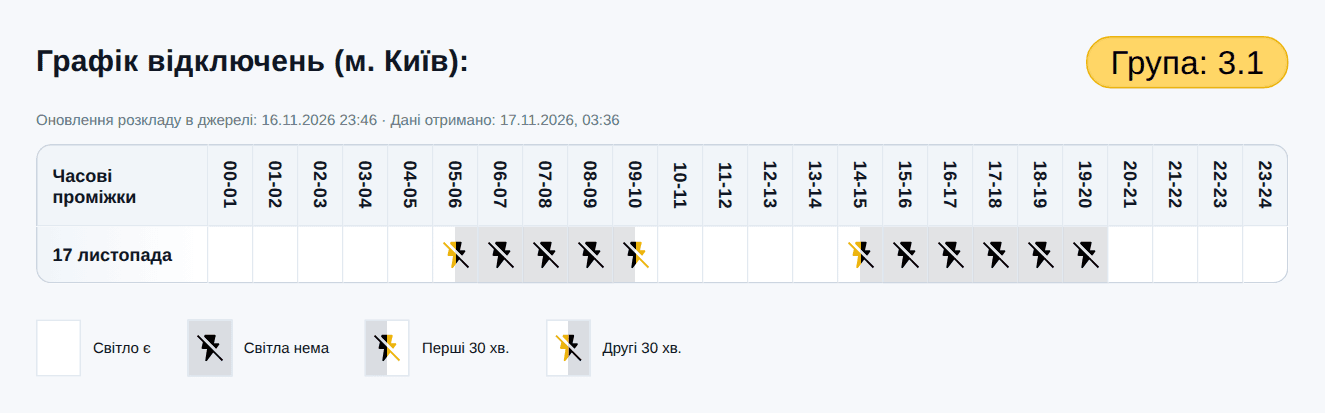 Графік відключень (м. Київ):
Група: 3.1
Оновлення розкладу в джерелі: 16.11.2026 23:46 · Дані отримано: 17.11.2026, 03:36
Часові
проміжки
00-01
01-02
02-03
03-04
04-05
05-06
06-07
07-08
08-09
09-10
10-11
11-12
12-13
13-14
14-15
15-16
16-17
17-18
18-19
19-20
20-21
21-22
22-23
23-24
17 листопада
Світло є
Світла нема
Перші 30 хв.
Другі 30 хв.